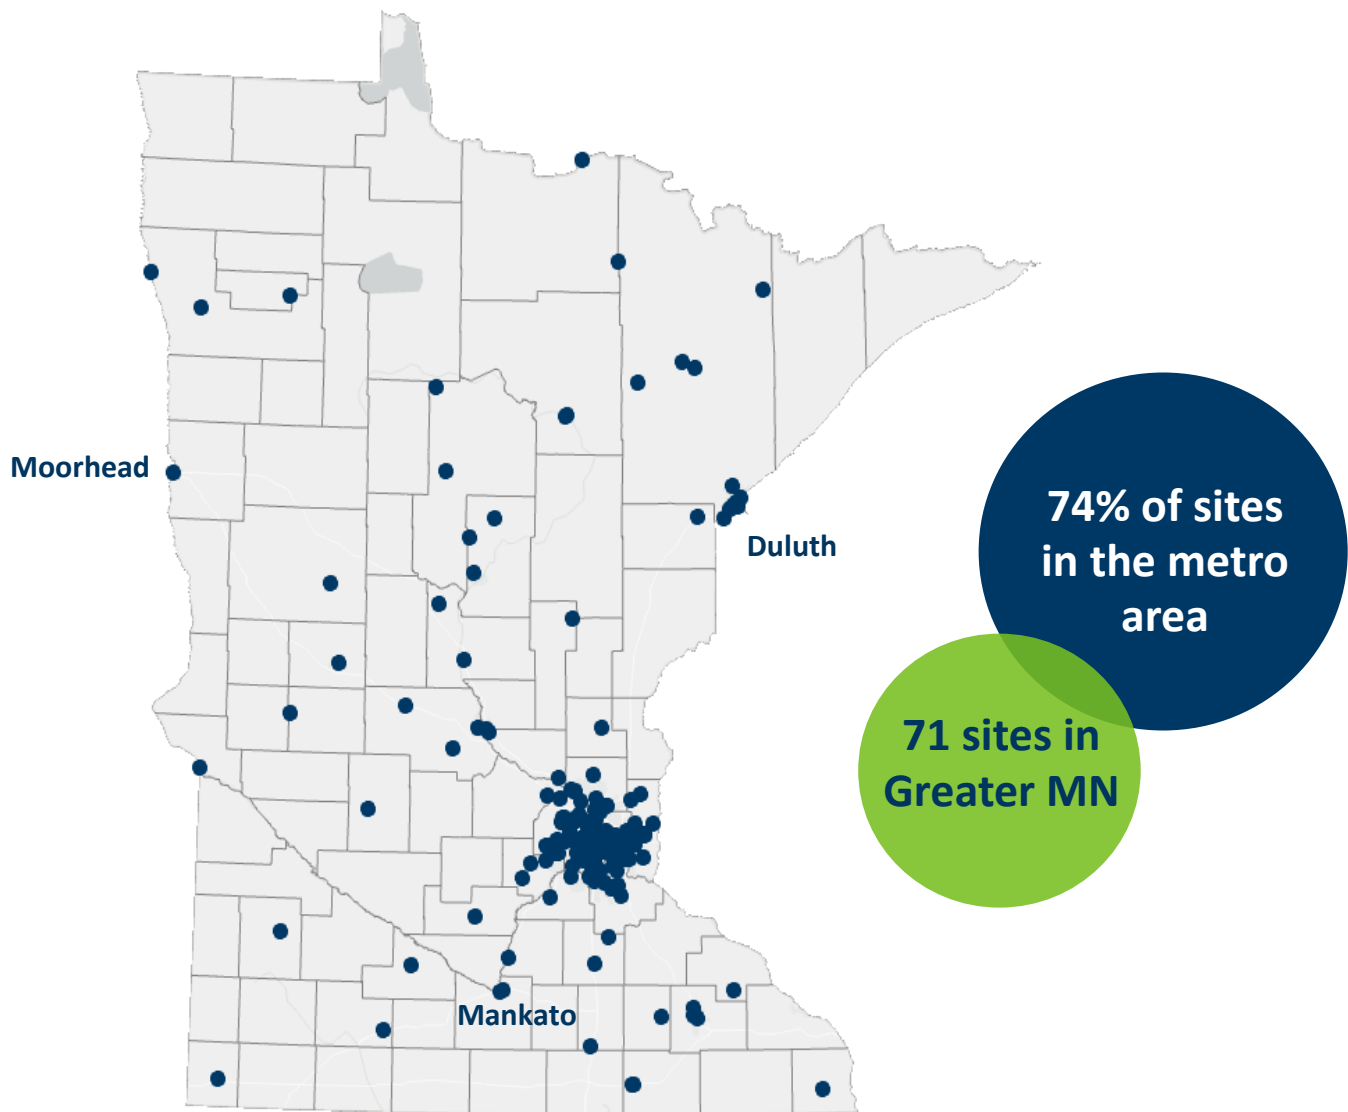 Moorhead
Duluth
Mankato
74% of sites
in the metro
area
71 sites in
Greater MN